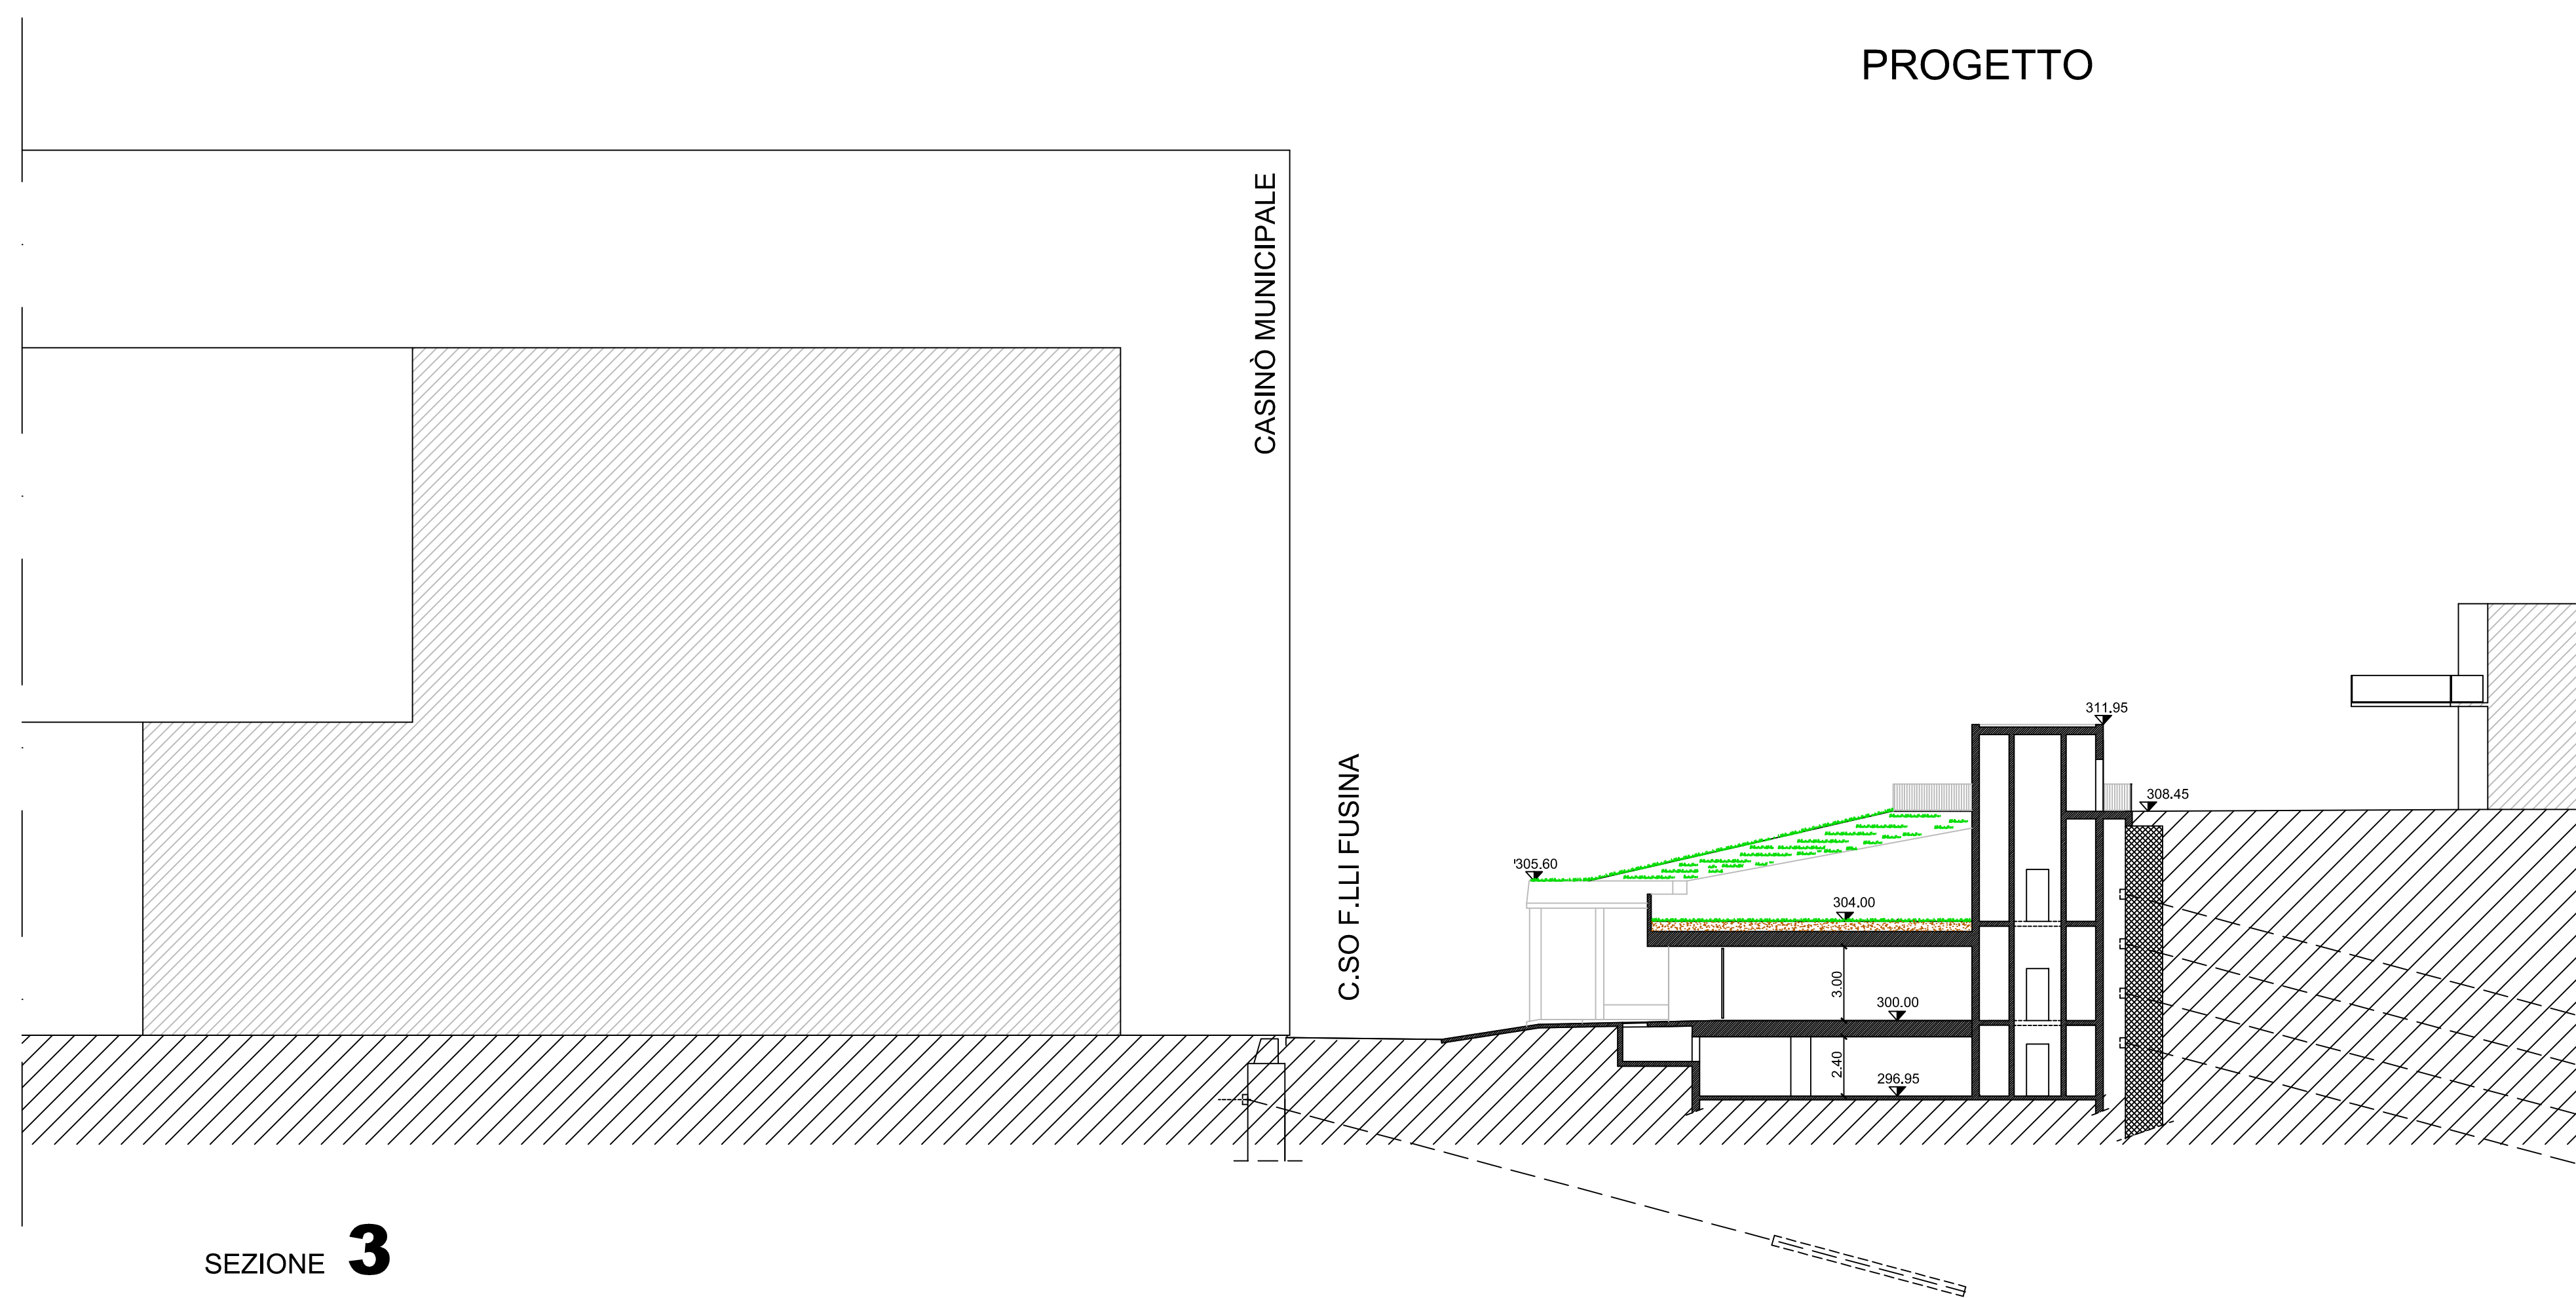 PROGETTO
CASINÒ MUNICIPALE
C.SO F.LLI FUSINA
311.95
308.45
'305.60
304.00
3.00
300.00
2.40
296.95
SEZIONE 3